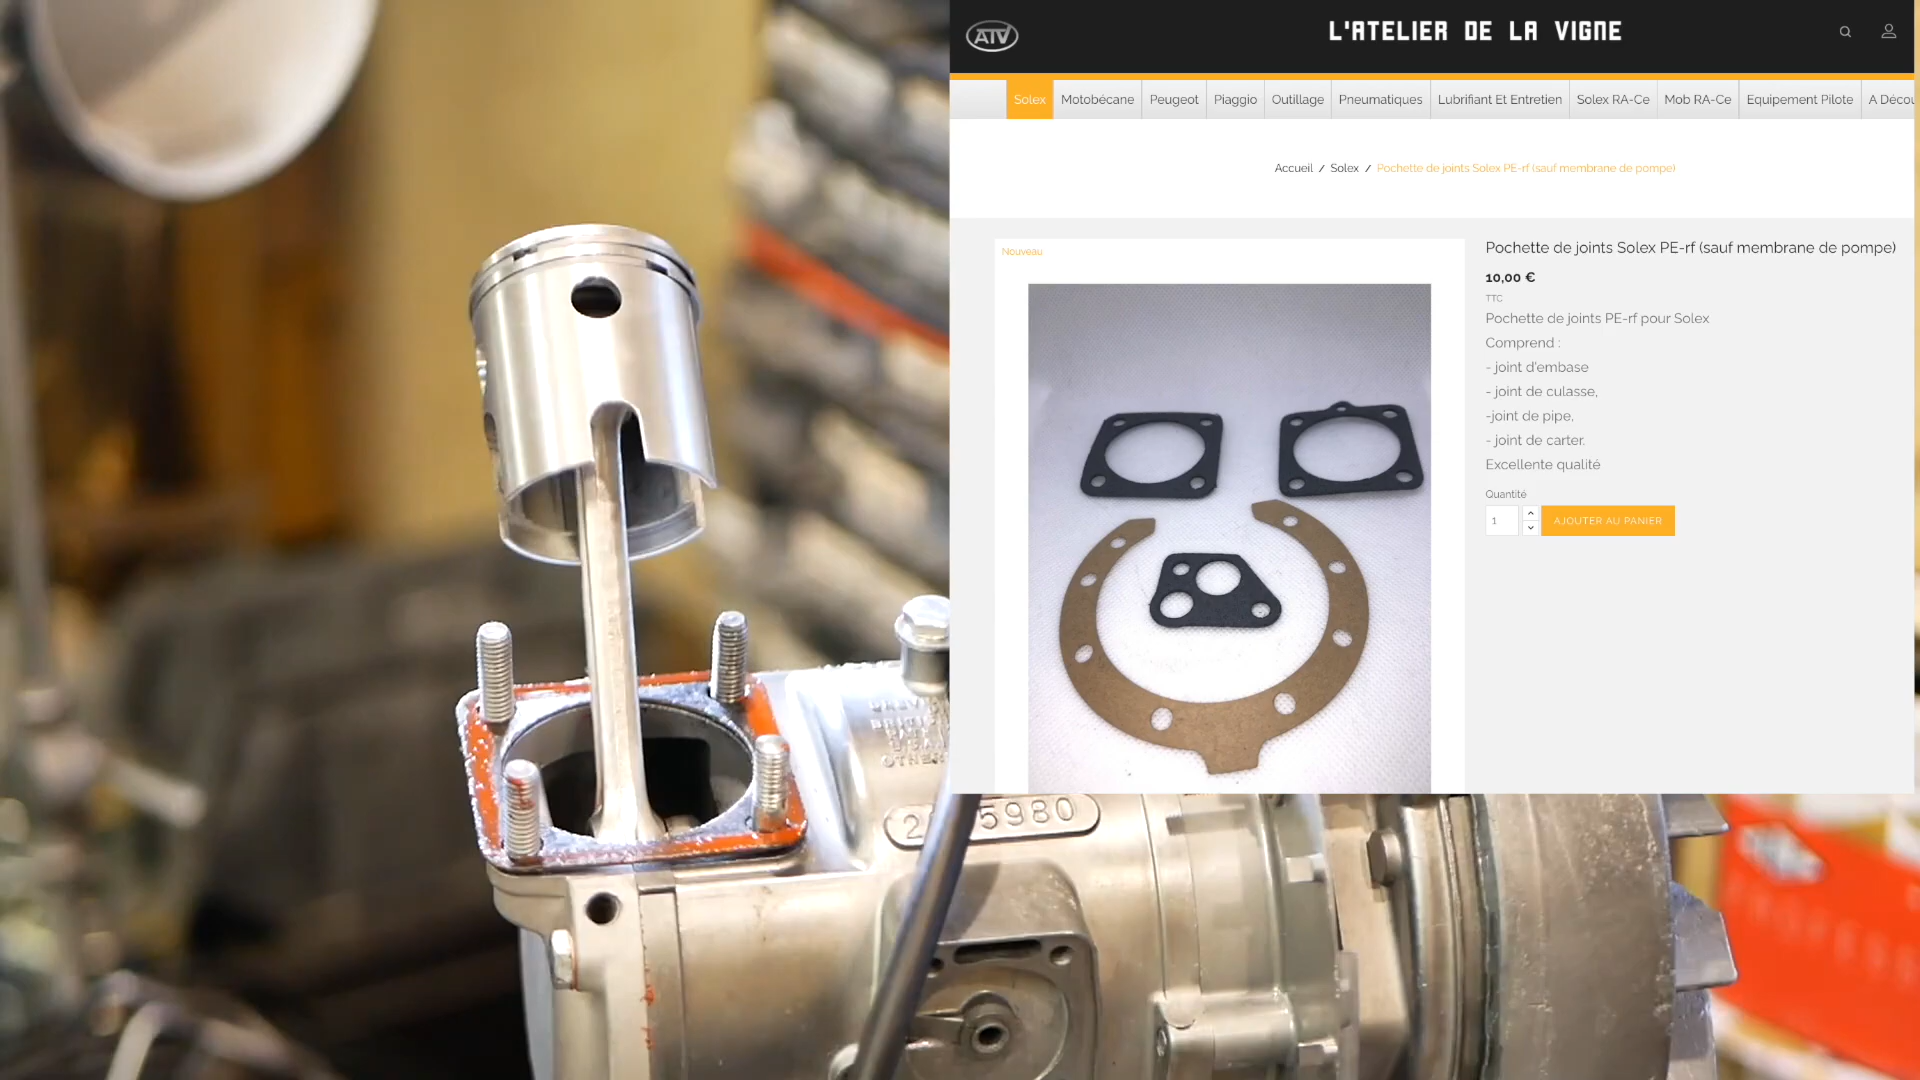 ATV
L'ATELIER DE LA VIGNE
Solex Motobécane Peugeot Piaggio Outillage Pneumatiques Lubrifiant Et Entretien Solex RA-Ce Mob RA-Ce Equipement Pilote A Décou
Accueil / Solex / Pochette de joints Solex PE-rf (sauf membrane de pompe)
Nouveau
Pochette de joints Solex PE-rf (sauf membrane de pompe)
10,00 €
TTC
Pochette de joints PE-rf pour Solex
Comprend :
- joint d'embase
- joint de culasse,
-joint de pipe,
- joint de carter.
Excellente qualité
Quantité
1
AJOUTER AU PANIER
5980